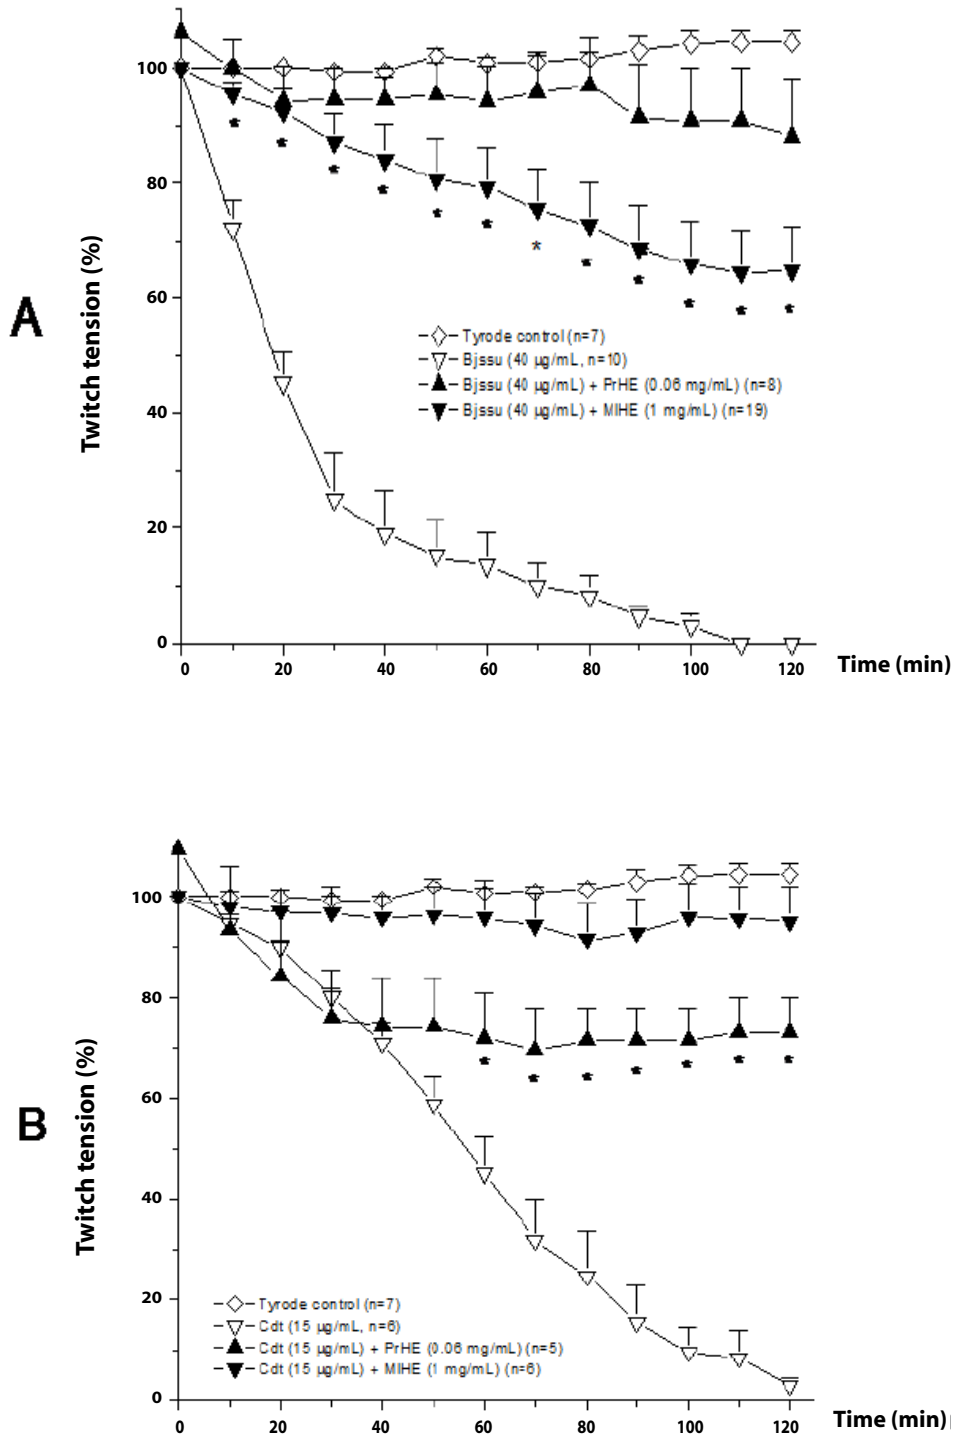 A
Twitch tension (%)
100
80
60
40
20
0
* * * * * * * * * * * *
Tyrode control (n=7)
Bjssu (40 µg/mL, n=10)
Bjssu (40 µg/mL) + PrHE (0.06 mg/mL) (n=8)
Bjssu (40 µg/mL) + MIHE (1 mg/mL) (n=19)
0 20 40 60 80 100 120
Time (min)
B
Twitch tension (%)
100
80
60
40
20
0
* * * * * * *
Tyrode control (n=7)
Cdt (15 µg/mL, n=6)
Cdt (15 µg/mL) + PrHE (0.06 mg/mL) (n=5)
Cdt (15 µg/mL) + MIHE (1 mg/mL) (n=6)
0 20 40 60 80 100 120
Time (min)